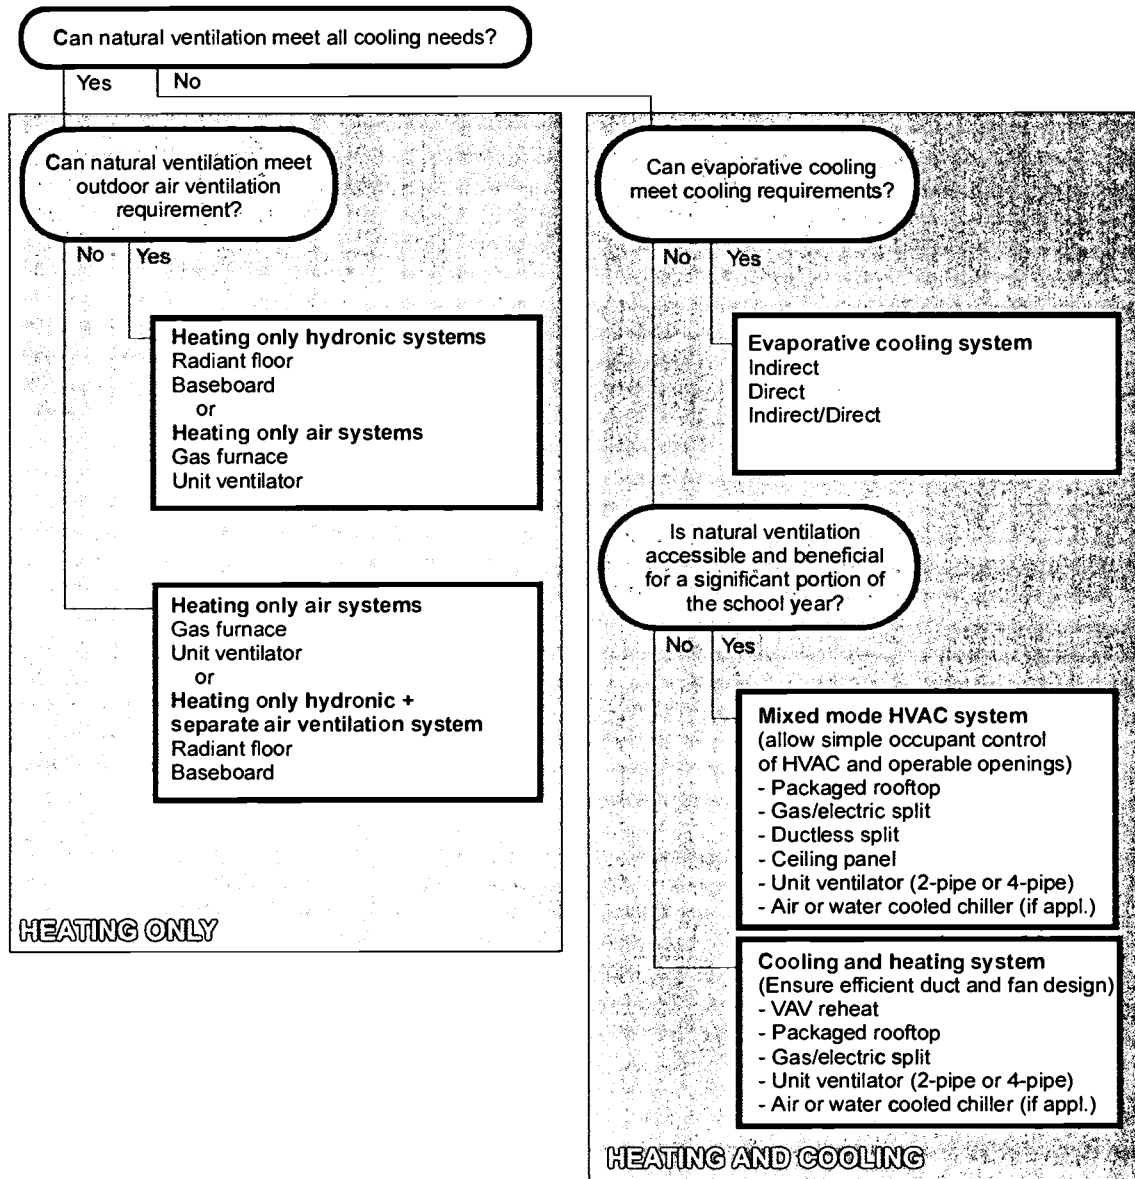 Can natural ventilation meet all cooling needs?
Yes
No
Can natural ventilation meet
outdoor air ventilation
requirement?
No
Yes
Heating only hydronic systems
Radiant floor
Baseboard
or
Heating only air systems
Gas furnace
Unit ventilator
Heating only air systems
Gas furnace
Unit ventilator
or
Heating only hydronic +
separate air ventilation system
Radiant floor
Baseboard
HEATING ONLY
Can evaporative cooling
meet cooling requirements?
No
Yes
Evaporative cooling system
Indirect
Direct
Indirect/Direct
Is natural ventilation
accessible and beneficial
for a significant portion of
the school year?
No
Yes
Mixed mode HVAC system
(allow simple occupant control
of HVAC and operable openings)
- Packaged rooftop
- Gas/electric split
- Ductless split
- Ceiling panel
- Unit ventilator (2-pipe or 4-pipe)
- Air or water cooled chiller (if appl.)
Cooling and heating system
(Ensure efficient duct and fan design)
- VAV reheat
- Packaged rooftop
- Gas/electric split
- Unit ventilator (2-pipe or 4-pipe)
- Air or water cooled chiller (if appl.)
HEATING AND COOLING